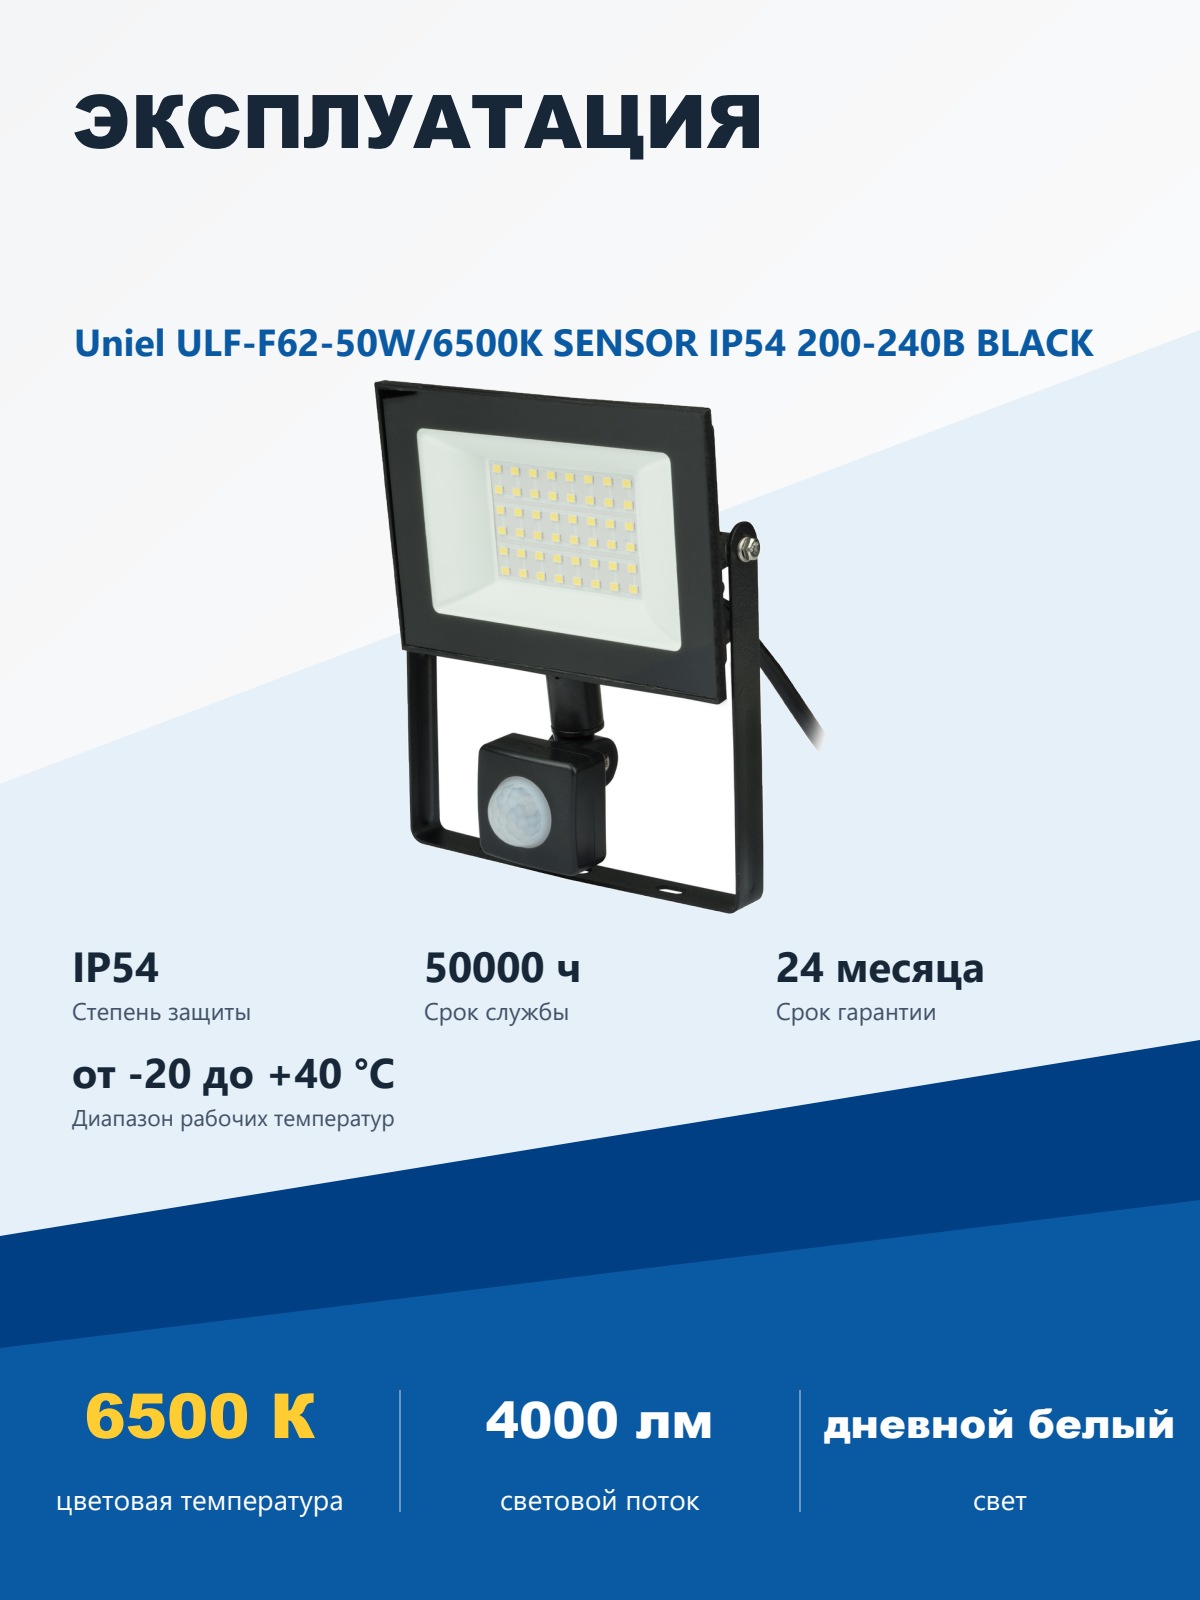 ЭКСПЛУАТАЦИЯ
Uniel ULF-F62-50W/6500K SENSOR IP54 200-240В BLACK
IP54
Степень защиты
50000 ч
Срок службы
24 месяца
Срок гарантии
от -20 до +40 °C
Диапазон рабочих температур
6500 К
цветовая температура
4000 лм
световой поток
дневной белый
свет